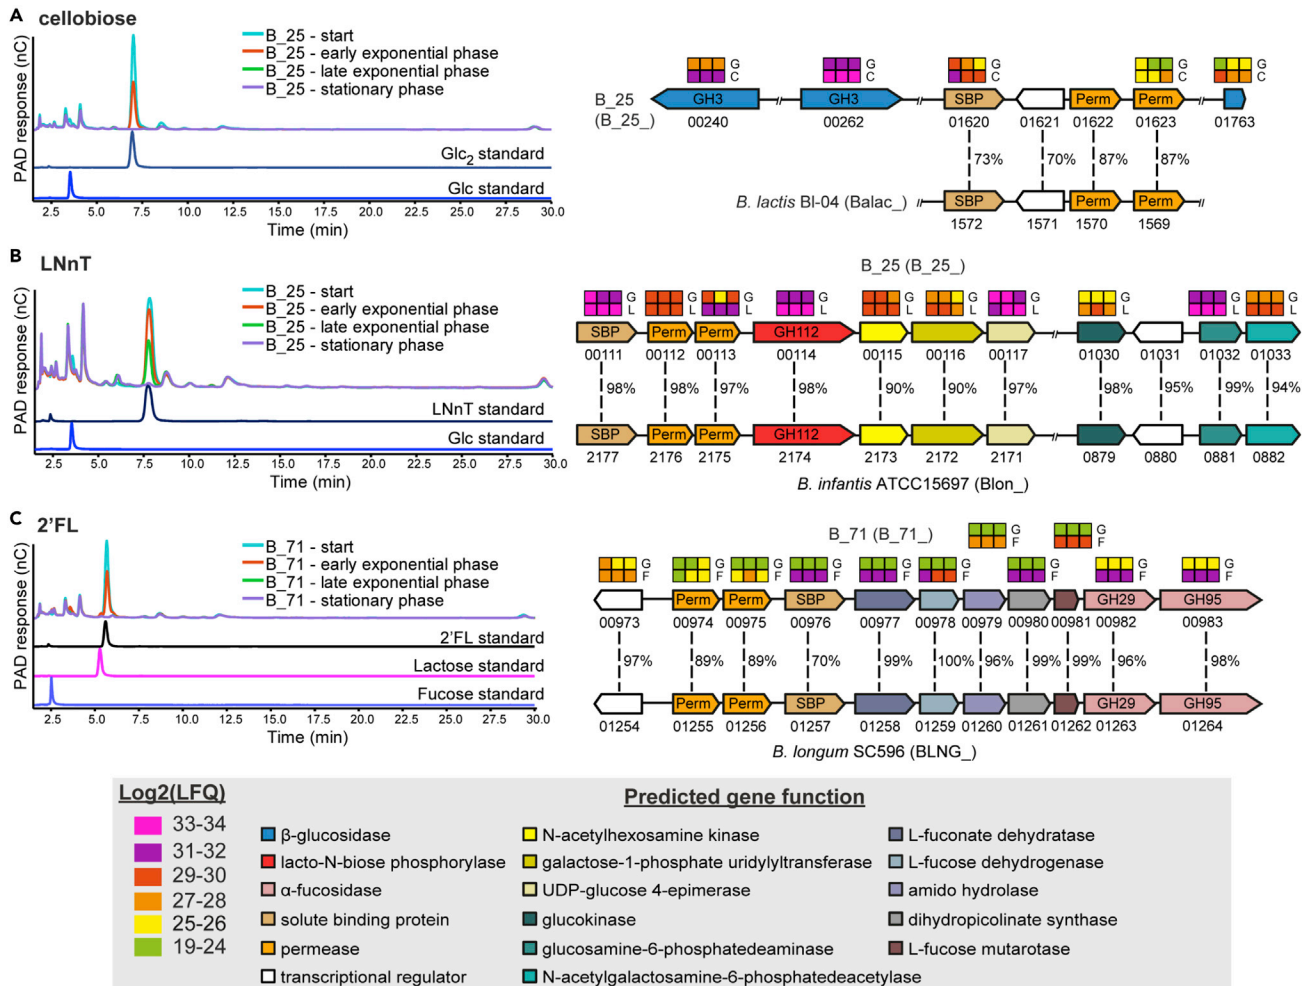 A cellobiose
PAD response (nC)
B_25 - start
B_25 - early exponential phase
B_25 - late exponential phase
B_25 - stationary phase
Glc2 standard
Glc standard
2.5 5.0 7.5 10.0 12.5 15.0 17.5 20.0 22.5 25.0 27.5 30.0
Time (min)
G G G G
C C C C
B_25
(B_25_)
GH3 GH3 SBP Perm Perm
00240 00262 01620 01621 01622 01623 01763
73% 70% 87% 87%
B. lactis Bl-04 (Balac_)
SBP Perm Perm
1572 1571 1570 1569
B LNnT
PAD response (nC)
B_25 - start
B_25 - early exponential phase
B_25 - late exponential phase
B_25 - stationary phase
LNnT standard
Glc standard
2.5 5.0 7.5 10.0 12.5 15.0 17.5 20.0 22.5 25.0 27.5 30.0
Time (min)
B_25 (B_25_)
G G G G G G G G G G
L L L L L L L L L L
SBP Perm Perm GH112
00111 00112 00113 00114 00115 00116 00117 01030 01031 01032 01033
98% 98% 97% 98% 90% 90% 97% 98% 95% 99% 94%
SBP Perm Perm GH112
2177 2176 2175 2174 2173 2172 2171 0879 0880 0881 0882
B. infantis ATCC15697 (Blon_)
C 2'FL
PAD response (nC)
B_71 - start
B_71 - early exponential phase
B_71 - late exponential phase
B_71 - stationary phase
2'FL standard
Lactose standard
Fucose standard
2.5 5.0 7.5 10.0 12.5 15.0 17.5 20.0 22.5 25.0 27.5 30.0
Time (min)
B_71 (B_71_)
G G
F F
G G G G G G G G G
F F F F F F F F F
Perm Perm SBP GH29 GH95
00973 00974 00975 00976 00977 00978 00979 00980 00981 00982 00983
97% 89% 89% 70% 99% 100% 96% 99% 99% 96% 98%
Perm Perm SBP GH29 GH95
01254 01255 01256 01257 01258 01259 01260 01261 01262 01263 01264
B. longum SC596 (BLNG_)
Log2(LFQ)
33-34
31-32
29-30
27-28
25-26
19-24
Predicted gene function
β-glucosidase
lacto-N-biose phosphorylase
α-fucosidase
solute binding protein
permease
transcriptional regulator
N-acetylhexosamine kinase
galactose-1-phosphate uridylyltransferase
UDP-glucose 4-epimerase
glucokinase
glucosamine-6-phosphatedeaminase
N-acetylgalactosamine-6-phosphatedeacetylase
L-fuconate dehydratase
L-fucose dehydrogenase
amido hydrolase
dihydropicolinate synthase
L-fucose mutarotase